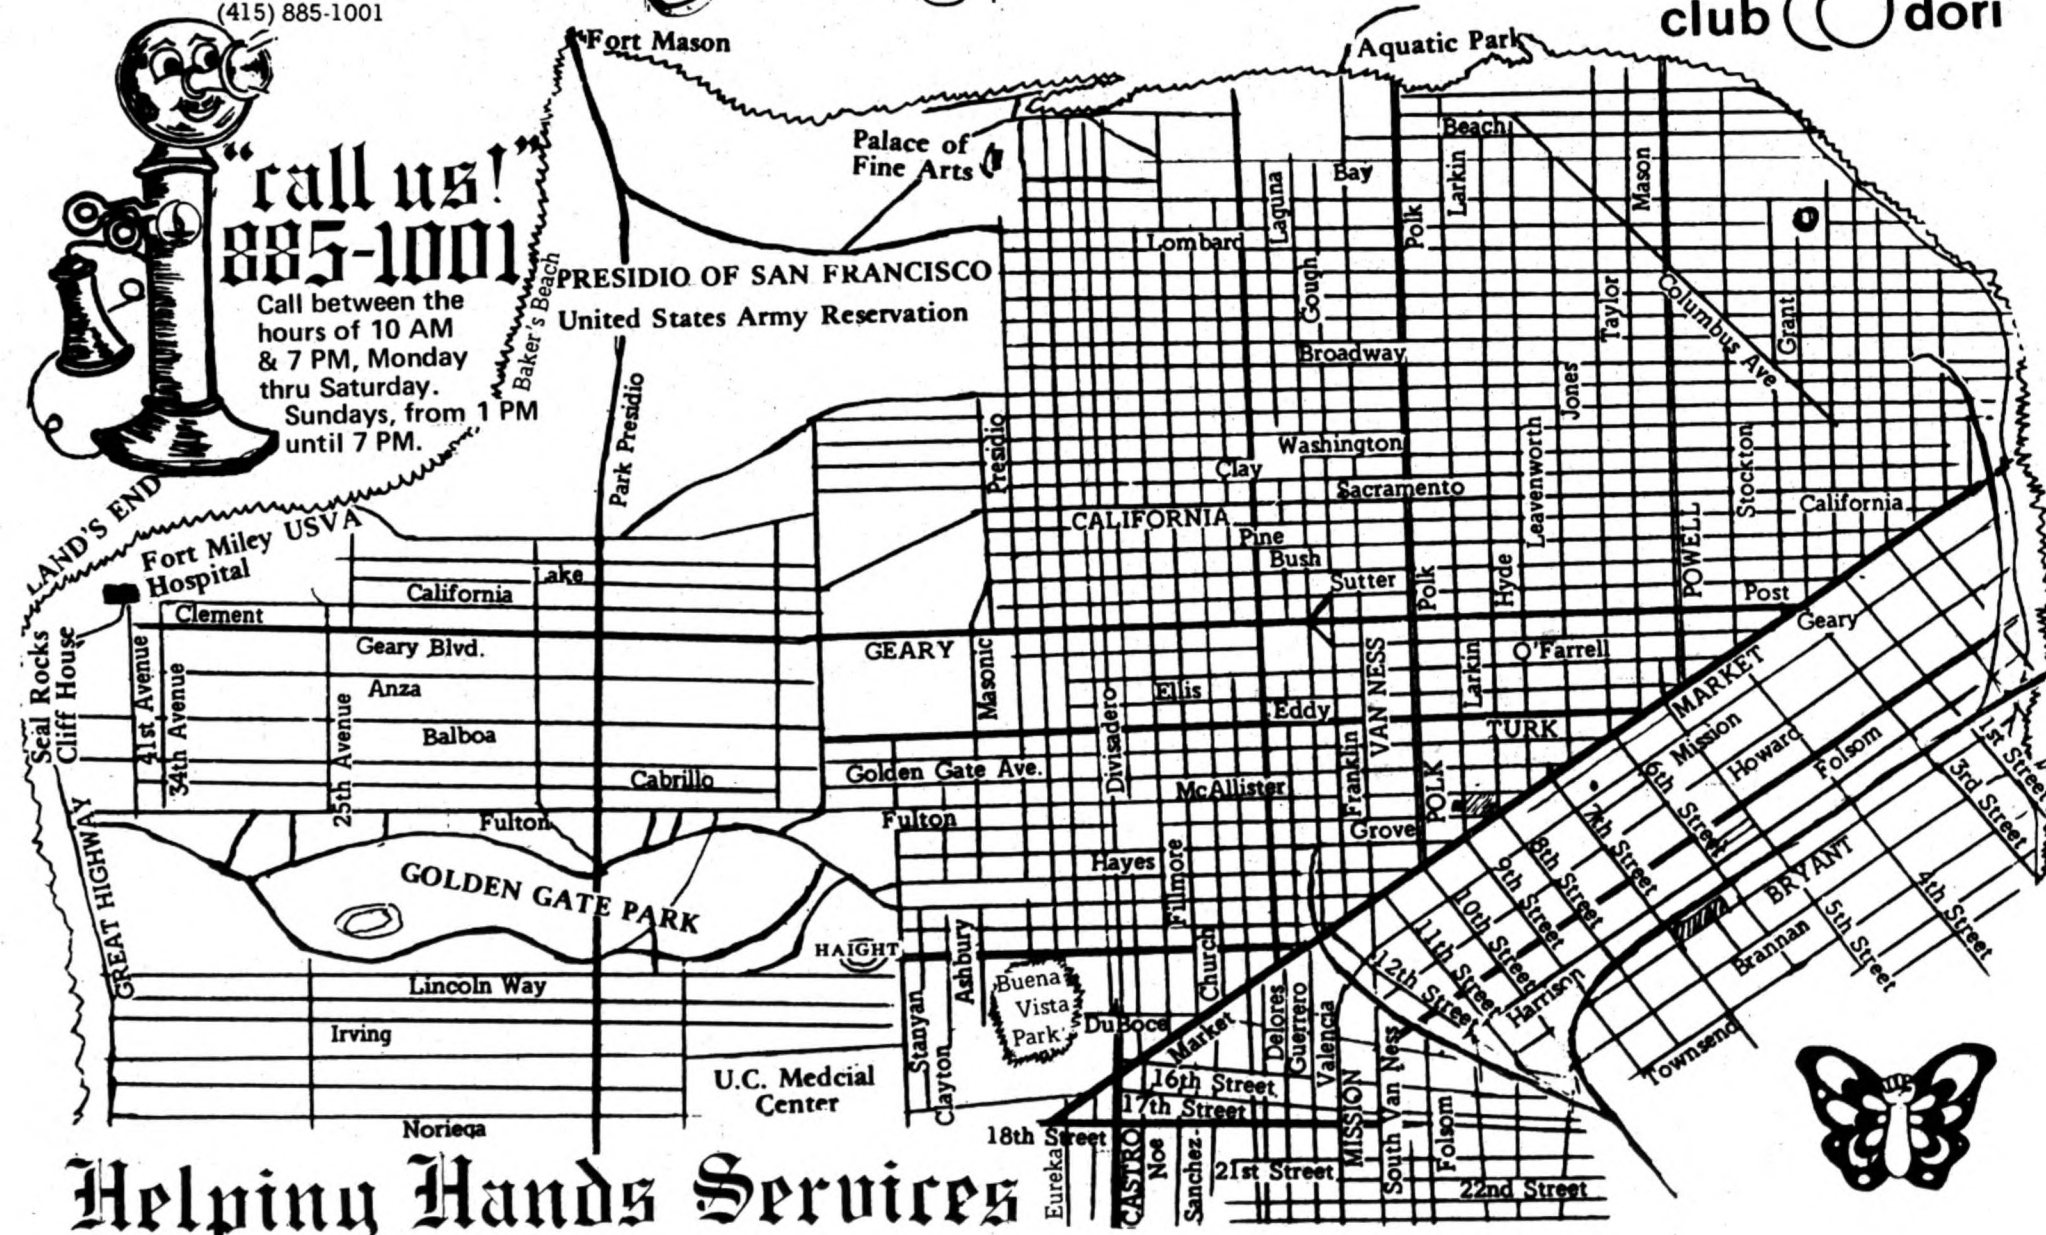 (415) 885-1001
club dori
"call us!"
885-1001
Call between the
hours of 10 AM
& 7 PM, Monday
thru Saturday.
Sundays, from 1 PM
until 7 PM.
Fort Mason
Aquatic Park
Palace of
Fine Arts
Baker's Beach
PRESIDIO OF SAN FRANCISCO
United States Army Reservation
Park Presidio
Presidio
Beach
Bay
Larkin
Mason
Laguna
Polk
Lombard
Gough
Taylor
Columbus Ave
Grant
Broadway
Jones
Washington
Clay
Sacramento
Leavenworth
Stockton
California
CALIFORNIA
Pine
Bush
Sutter
Polk
Hyde
POWELL
Post
Geary
LAND'S END
Fort Miley USVA
Hospital
Lake
California
Clement
Geary Blvd.
GEARY
O'Farrell
Seal Rocks
Cliff House
41st Avenue
34th Avenue
25th Avenue
Anza
Balboa
Cabrillo
Masonic
Divisadero
Ellis
Eddy
VAN NESS
Larkin
TURK
MARKET
Mission
Howard
Folsom
1st Street
3rd Street
Golden Gate Ave.
McAllister
Franklin
POLK
Fulton
Fulton
Grove
Hayes
Fillmore
6th Street
7th Street
8th Street
9th Street
10th Street
11th Street
12th Street
BRYANT
4th Street
5th Street
Brannan
Harrison
Townsend
GREAT HIGHWAY
GOLDEN GATE PARK
HAIGHT
Ashbury
Church
Lincoln Way
Irving
Noriega
Stanyan
Clayton
Buena
Vista
Park
DuBoce
Market
Delores
Guerrero
Valencia
U.C. Medcial
Center
16th Street
17th Street
18th Street
MISSION
South Van Ness
Folsom
Eureka
CASTRO
Noe
Sanchez
21st Street
22nd Street
Helping Hands Services